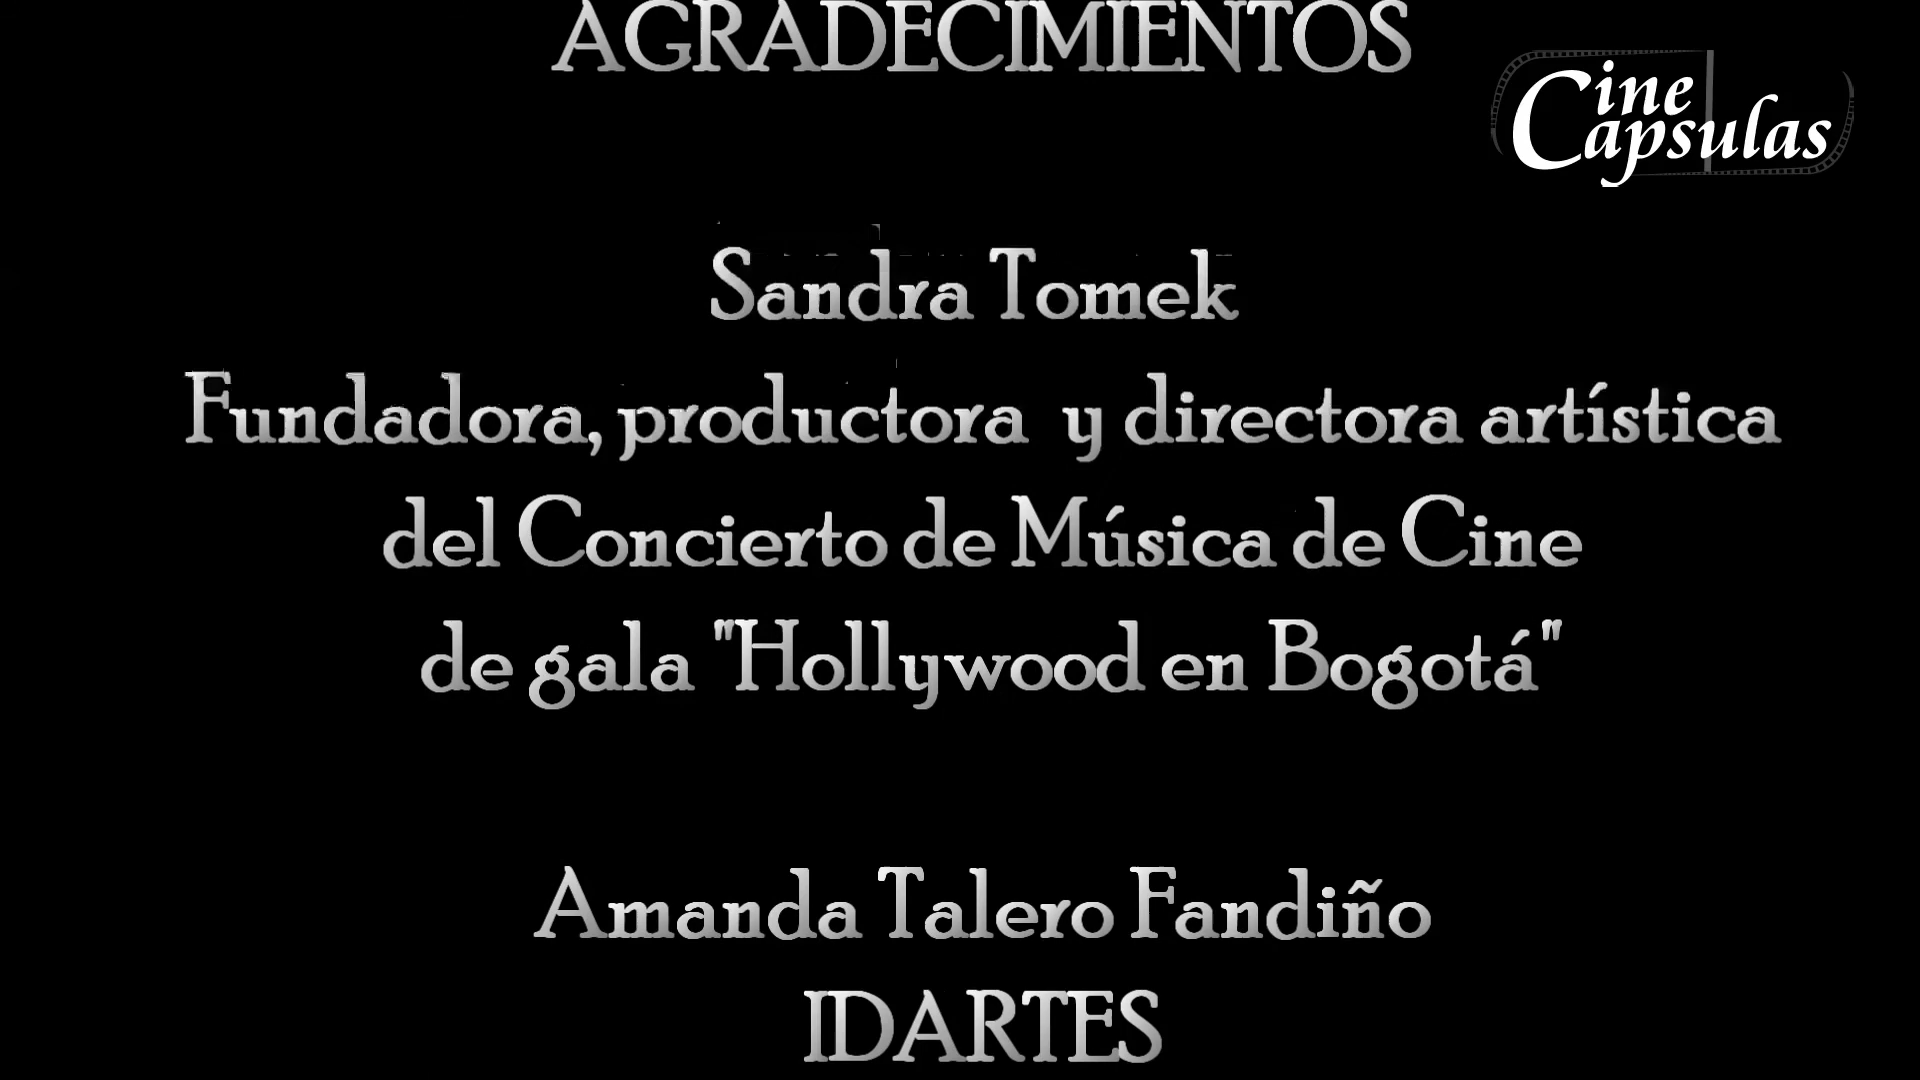 AGRADECIMIENTOS
Cine
Capsulas
Sandra Tomek
Fundadora, productora y directora artística
del Concierto de Música de Cine
de gala "Hollywood en Bogotá"
Amanda Talero Fandiño
IDARTES